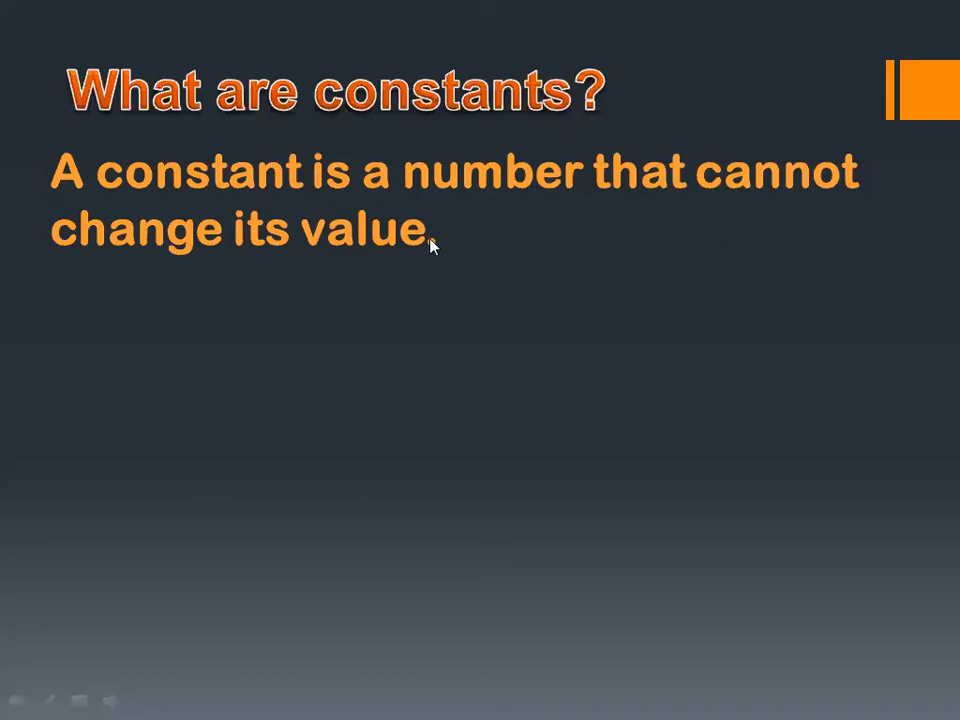 What are constants?
A constant is a number that cannot
change its value.